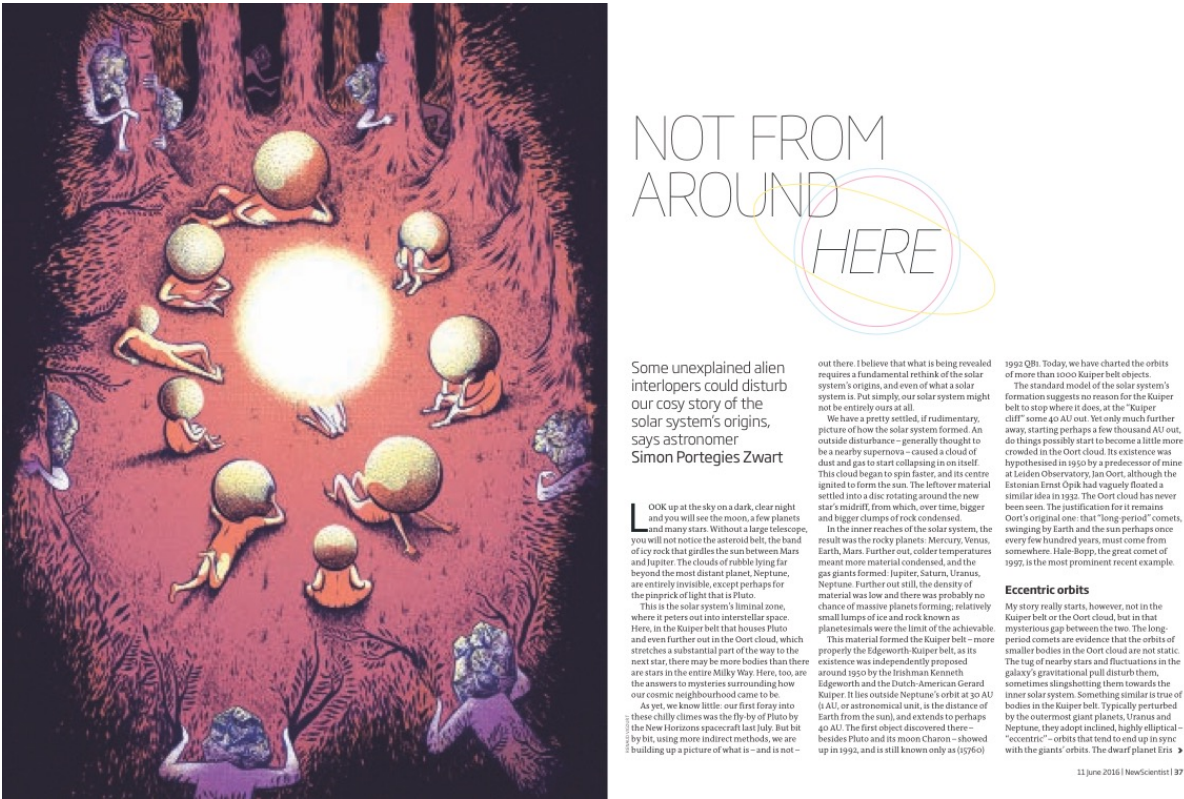 NOT FROM
AROUND
HERE
Some unexplained alien
interlopers could disturb
our cosy story of the
solar system's origins,
says astronomer
Simon Portegies Zwart
LOOK up at the sky on a dark, clear night
and you will see the moon, a few planets
and many stars. Without a large telescope,
you will not notice the asteroid belt, the band
of icy rock that girdles the sun between Mars
and Jupiter. The clouds of rubble lying far
beyond the most distant planet, Neptune,
are entirely invisible, except perhaps for
the pinprick of light that is Pluto.
This is the solar system's liminal zone,
where it peters out into interstellar space.
Here, in the Kuiper belt that houses Pluto
and even further out in the Oort cloud, which
stretches a substantial part of the way to the
next star, there may be more bodies than there
are stars in the entire Milky Way. Here, too, are
the answers to mysteries surrounding how
our cosmic neighbourhood came to be.
As yet, we know little: our first foray into
these chilly climes was the fly-by of Pluto by
the New Horizons spacecraft last July. But bit
by bit, using more indirect methods, we are
building up a picture of what is – and is not –
out there. I believe that what is being revealed
requires a fundamental rethink of the solar
system's origins, and even of what a solar
system is. Put simply, our solar system might
not be entirely ours at all.
We have a pretty settled, if rudimentary,
picture of how the solar system formed. An
outside disturbance – generally thought to
be a nearby supernova – caused a cloud of
dust and gas to start collapsing in on itself.
This cloud began to spin faster, and its centre
ignited to form the sun. The leftover material
settled into a disc rotating around the new
star's midriff, from which, over time, bigger
and bigger clumps of rock condensed.
In the inner reaches of the solar system, the
result was the rocky planets: Mercury, Venus,
Earth, Mars. Further out, colder temperatures
meant more material condensed, and the
gas giants formed: Jupiter, Saturn, Uranus,
Neptune. Further out still, the density of
material was low and there was probably no
chance of massive planets forming; relatively
small lumps of ice and rock known as
planetesimals were the limit of the achievable.
This material formed the Kuiper belt – more
properly the Edgeworth-Kuiper belt, as its
existence was independently proposed
around 1950 by the Irishman Kenneth
Edgeworth and the Dutch-American Gerard
Kuiper. It lies outside Neptune's orbit at 30 AU
(1 AU, or astronomical unit, is the distance of
Earth from the sun), and extends to perhaps
40 AU. The first object discovered there –
besides Pluto and its moon Charon – showed
up in 1992, and is still known only as (15760)
1992 QB1. Today, we have charted the orbits
of more than 1000 Kuiper belt objects.
The standard model of the solar system's
formation suggests no reason for the Kuiper
belt to stop where it does, at the "Kuiper
cliff" some 40 AU out. Yet only much further
away, starting perhaps a few thousand AU out,
do things possibly start to become a little more
crowded in the Oort cloud. Its existence was
hypothesised in 1950 by a predecessor of mine
at Leiden Observatory, Jan Oort, although the
Estonian Ernst Öpik had vaguely floated a
similar idea in 1932. The Oort cloud has never
been seen. The justification for it remains
Oort's original one: that "long-period" comets,
swinging by Earth and the sun perhaps once
every few hundred years, must come from
somewhere. Hale-Bopp, the great comet of
1997, is the most prominent recent example.
Eccentric orbits
My story really starts, however, not in the
Kuiper belt or the Oort cloud, but in that
mysterious gap between the two. The long-
period comets are evidence that the orbits of
smaller bodies in the Oort cloud are not static.
The tug of nearby stars and fluctuations in the
galaxy's gravitational pull disturb them,
sometimes slingshotting them towards the
inner solar system. Something similar is true of
bodies in the Kuiper belt. Typically perturbed
by the outermost giant planets, Uranus and
Neptune, they adopt inclined, highly elliptical –
"eccentric" – orbits that tend to end up in sync
with the giants' orbits. The dwarf planet Eris
11 June 2016 | NewScientist | 37